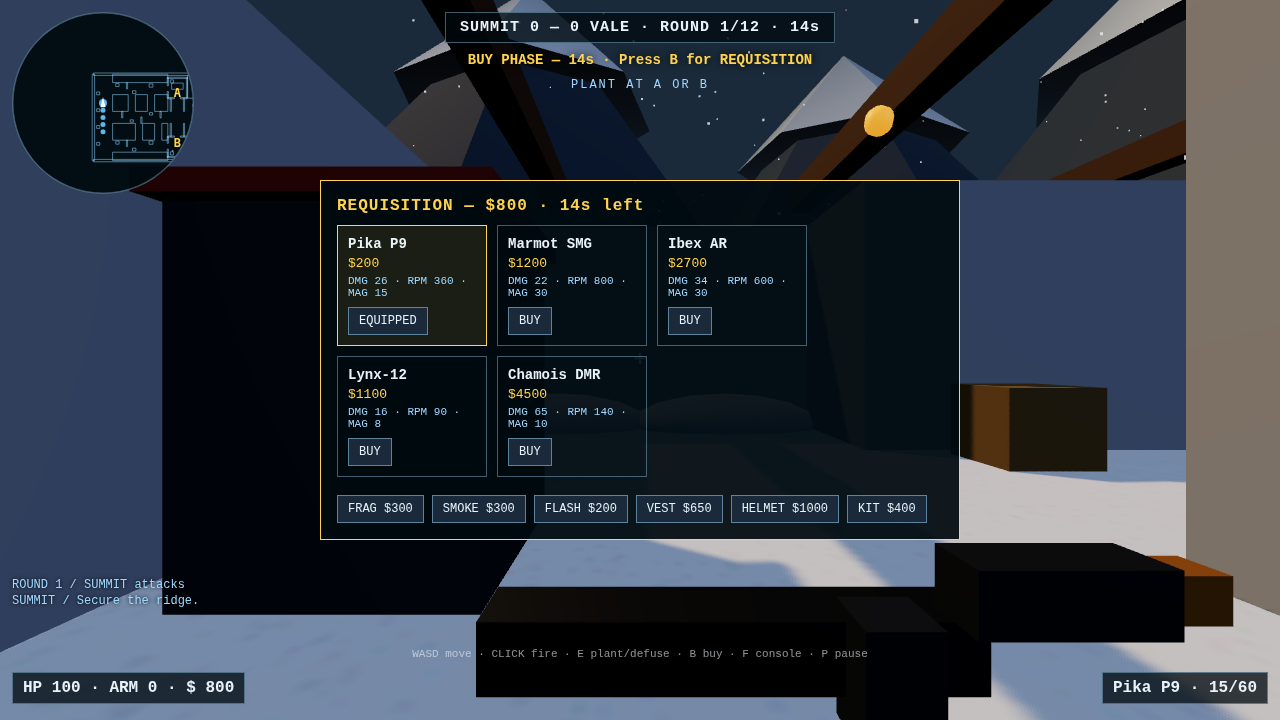 SUMMIT 0 — 0 VALE · ROUND 1/12 · 14s
BUY PHASE — 14s · Press B for REQUISITION
PLANT AT A OR B
A
B
REQUISITION — $800 · 14s left
Pika P9
$200
DMG 26 · RPM 360 ·
MAG 15
EQUIPPED
Marmot SMG
$1200
DMG 22 · RPM 800 ·
MAG 30
BUY
Ibex AR
$2700
DMG 34 · RPM 600 ·
MAG 30
BUY
Lynx-12
$1100
DMG 16 · RPM 90 ·
MAG 8
BUY
Chamois DMR
$4500
DMG 65 · RPM 140 ·
MAG 10
BUY
FRAG $300
SMOKE $300
FLASH $200
VEST $650
HELMET $1000
KIT $400
ROUND 1 / SUMMIT attacks
SUMMIT / Secure the ridge.
WASD move · CLICK fire · E plant/defuse · B buy · F console · P pause
HP 100 · ARM 0 · $ 800
Pika P9 · 15/60